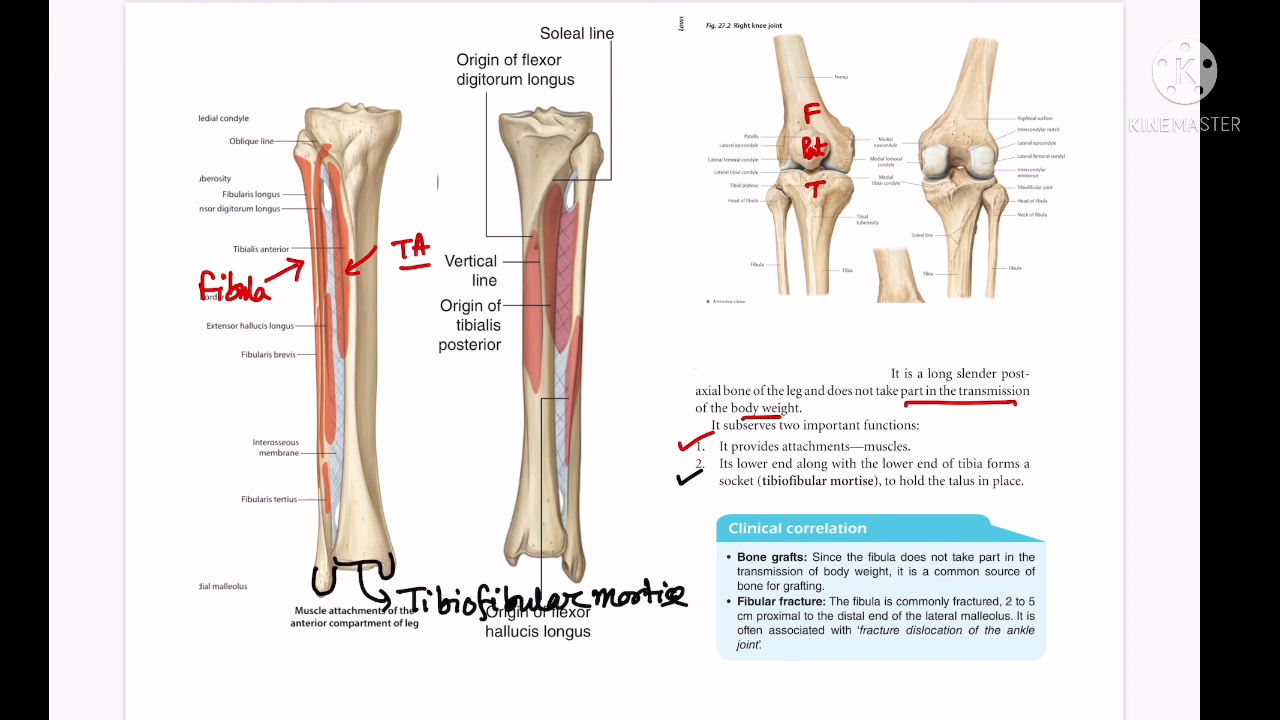 Soleal line
Origin of flexor
digitorum longus
ledial condyle
Oblique line
uberosity
Fibularis longus
nsor digitorum longus
Tibialis anterior
TA
Fibula
Extensor hallucis longus
Fibularis brevis
Interosseous
membrane
Fibularis tertius
dial malleolus
Muscle attachments of the
anterior compartment of leg
Vertical
line
Origin of
tibialis
posterior
Tibiofibular mortise
Origin of flexor
hallucis longus
Fig. 27.2 Right knee joint
KINEMASTER
Femur
F
Patella
Pat
Lateral epicondyle
Lateral femoral condyle
Lateral tibial condyle
Tibial plateau
T
Head of fibula
Fibula
Medial
epicondyle
Medial femoral
condyle
Medial
tibial condyle
Tibial
tuberosity
Tibia
A Anterior view
Popliteal surface
Intercondylar notch
Lateral epicondyle
Lateral femoral condyl
Intercondylar
eminence
Tibiofibular joint
Head of fibula
Neck of fibula
Soleal line
Tibia
Fibula
It is a long slender post-
axial bone of the leg and does not take part in the transmission
of the body weight.
It subserves two important functions:
1. It provides attachments—muscles.
2. Its lower end along with the lower end of tibia forms a
socket (tibiofibular mortise), to hold the talus in place.
Clinical correlation
• Bone grafts: Since the fibula does not take part in the
transmission of body weight, it is a common source of
bone for grafting.
• Fibular fracture: The fibula is commonly fractured, 2 to 5
cm proximal to the distal end of the lateral malleolus. It is
often associated with 'fracture dislocation of the ankle
joint'.